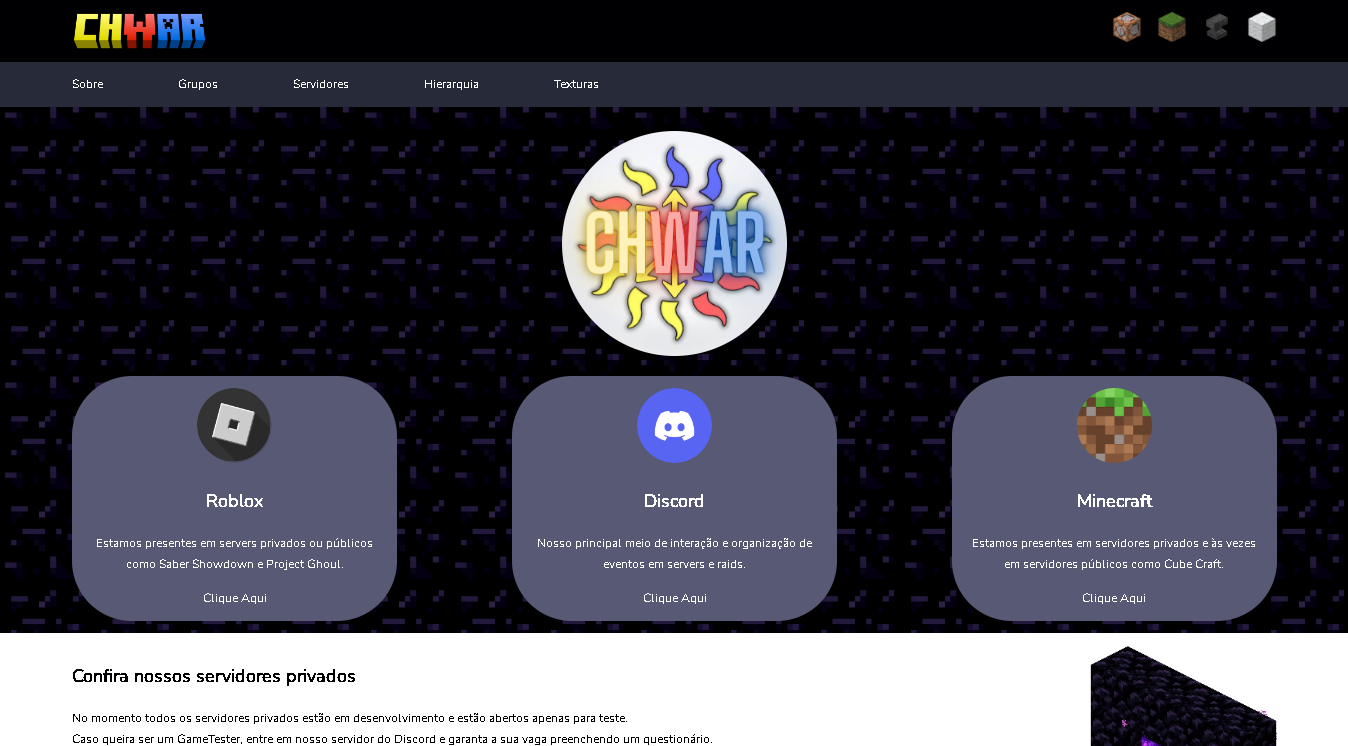 CHWAR
Sobre Grupos Servidores Hierarquia Texturas
CHWAR
Roblox
Estamos presentes em servers privados ou públicos
como Saber Showdown e Project Ghoul.
Clique Aqui
Discord
Nosso principal meio de interação e organização de
eventos em servers e raids.
Clique Aqui
Minecraft
Estamos presentes em servidores privados e às vezes
em servidores públicos como Cube Craft.
Clique Aqui
Confira nossos servidores privados
No momento todos os servidores privados estão em desenvolvimento e estão abertos apenas para teste.
Caso queira ser um GameTester, entre em nosso servidor do Discord e garanta a sua vaga preenchendo um questionário.